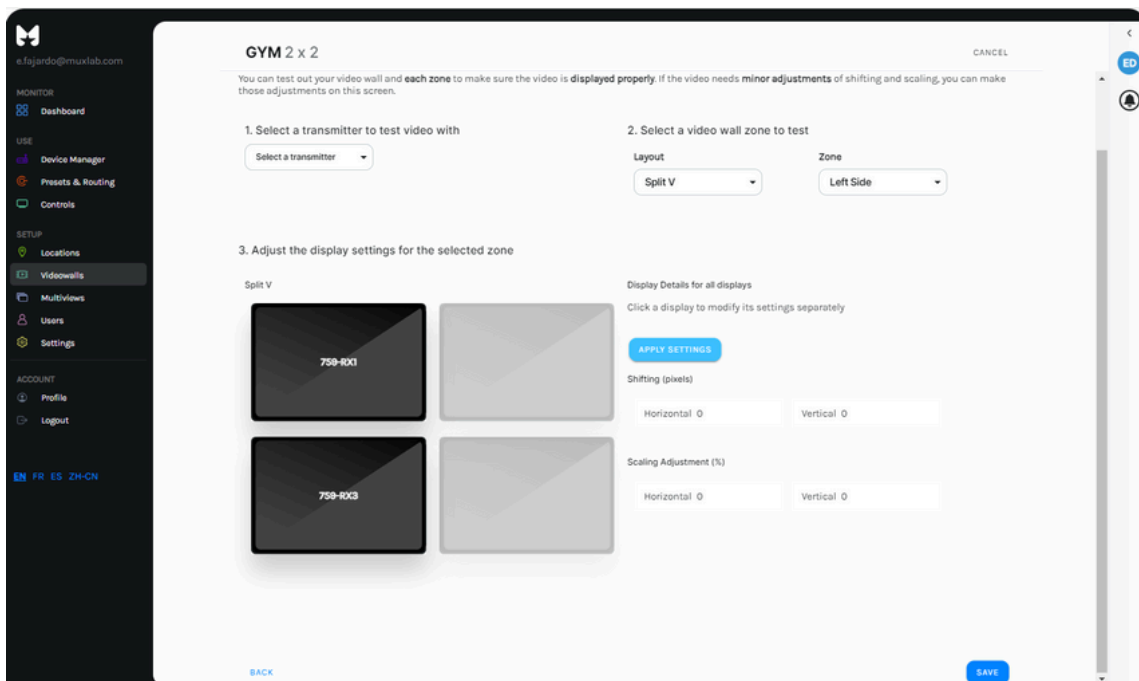 e.fajardo@muxlab.com
MONITOR
Dashboard
USE
Device Manager
Presets & Routing
Controls
SETUP
Locations
Videowalls
Multiviews
Users
Settings
ACCOUNT
Profile
Logout
EN FR ES ZH-CN
GYM 2 x 2
CANCEL
ED
You can test out your video wall and each zone to make sure the video is displayed properly. If the video needs minor adjustments of shifting and scaling, you can make
those adjustments on this screen.
1. Select a transmitter to test video with
Select a transmitter
2. Select a video wall zone to test
Layout Zone
Split V Left Side
3. Adjust the display settings for the selected zone
Split V
759-RX1
759-RX3
Display Details for all displays
Click a display to modify its settings separately
APPLY SETTINGS
Shifting (pixels)
Horizontal 0 Vertical 0
Scaling Adjustment (%)
Horizontal 0 Vertical 0
BACK
SAVE